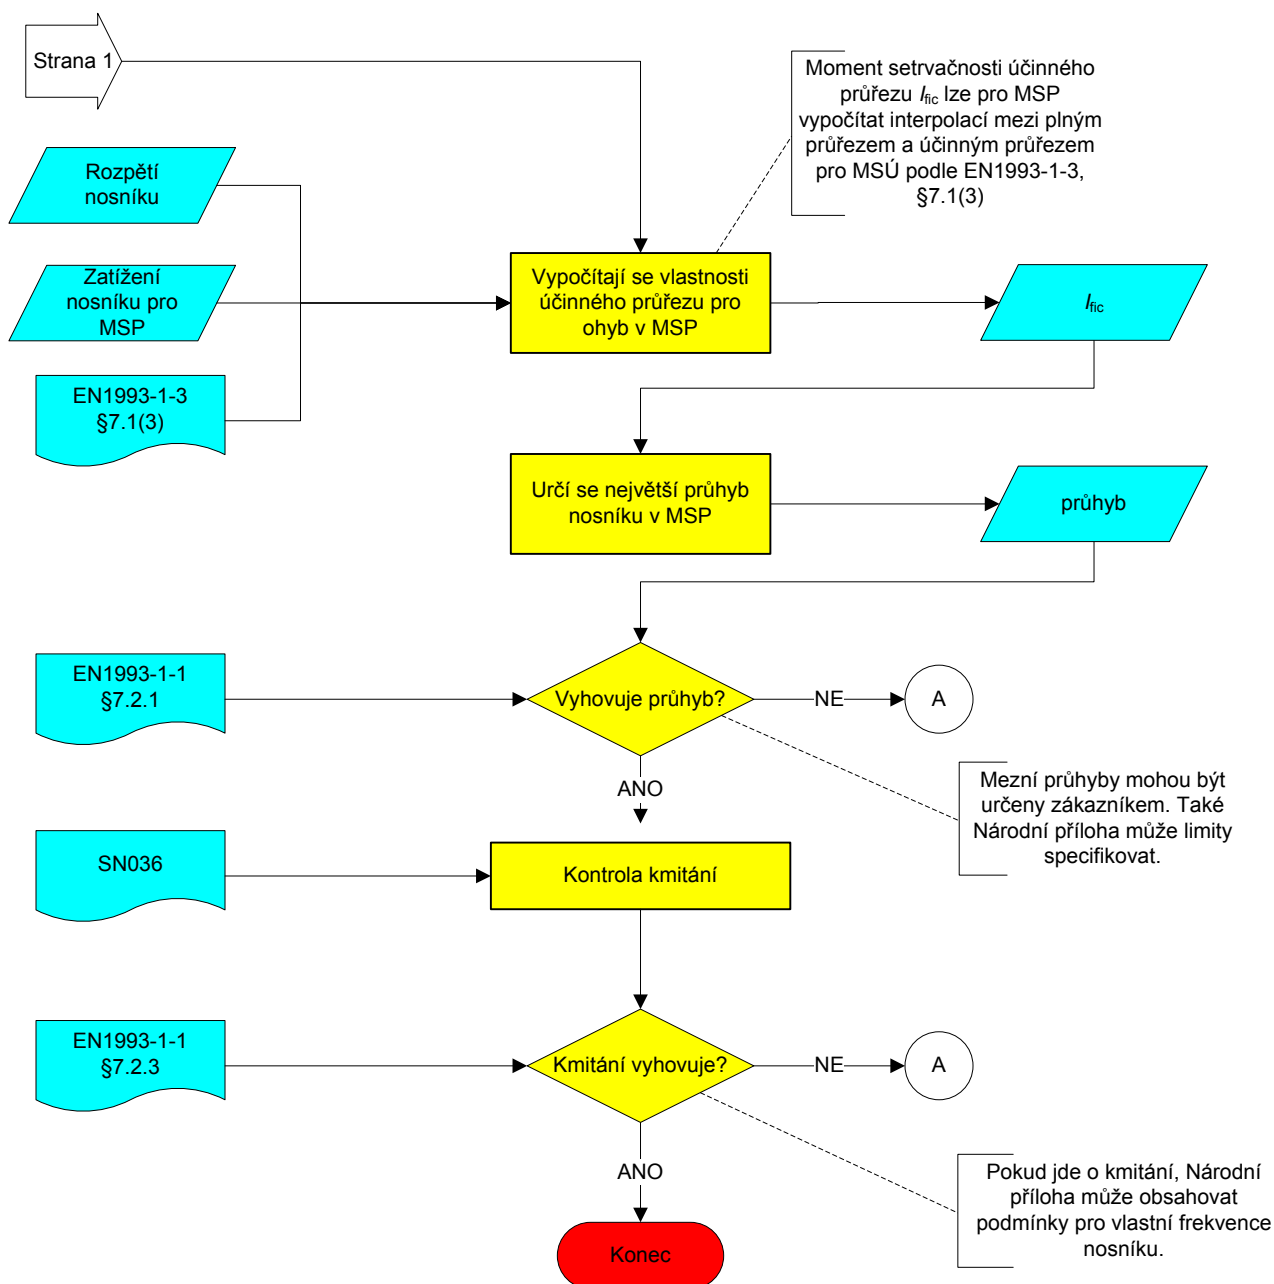 Strana 1
Moment setrvačnosti účinného
průřezu Ific lze pro MSP
vypočítat interpolací mezi plným
průřezem a účinným průřezem
pro MSÚ podle EN1993-1-3,
§7.1(3)
Rozpětí
nosníku
Zatížení
nosníku pro
MSP
Vypočítají se vlastnosti
účinného průřezu pro
ohyb v MSP
Ific
EN1993-1-3
§7.1(3)
Určí se největší průhyb
nosníku v MSP
průhyb
EN1993-1-1
§7.2.1
Vyhovuje průhyb?
NE
A
ANO
Mezní průhyby mohou být
určeny zákazníkem. Také
Národní příloha může limity
specifikovat.
SN036
Kontrola kmitání
EN1993-1-1
§7.2.3
Kmitání vyhovuje?
NE
A
ANO
Pokud jde o kmitání, Národní
příloha může obsahovat
podmínky pro vlastní frekvence
nosníku.
Konec